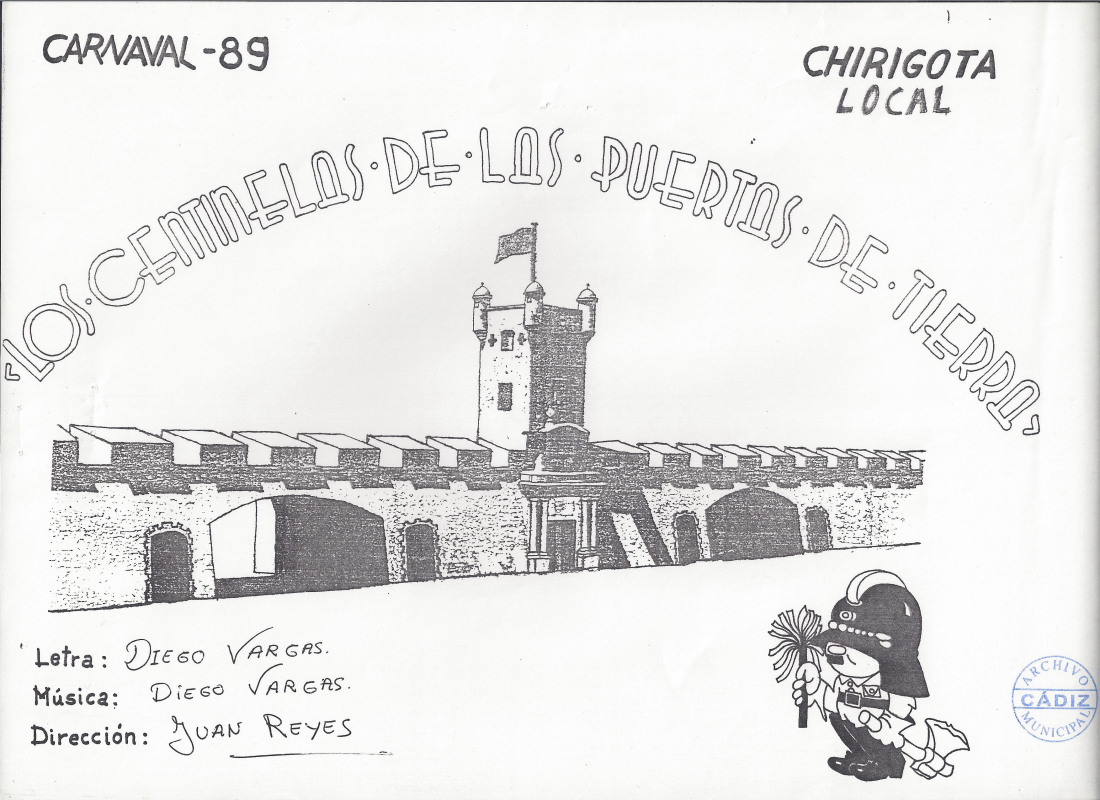 CARNAVAL-89
CHIRIGOTA
LOCAL
"LOS·CENTINELAS·DE·LAS·PUERTAS·DE·TIERRA"
Letra: DIEGO VARGAS.
Música: DIEGO VARGAS.
Dirección: JUAN REYES
ARCHIVO
CÁDIZ
MUNICIPAL